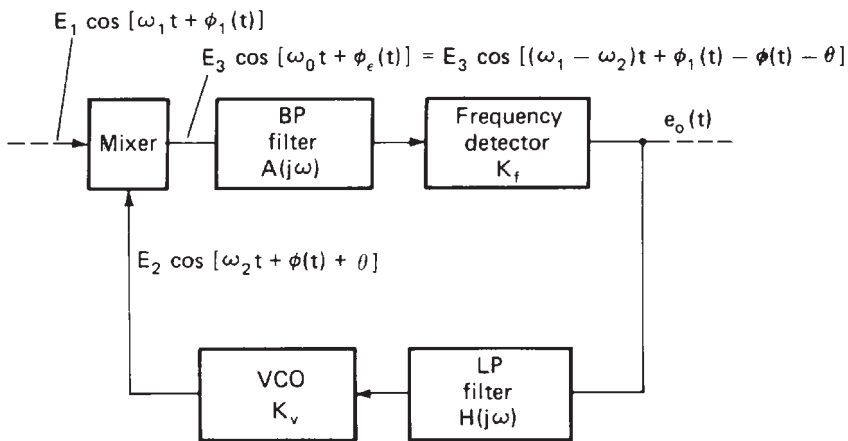 E₁ cos [ω₁t + ϕ₁(t)]
E₃ cos [ω₀t + ϕ_ϵ(t)] = E₃ cos [(ω₁ − ω₂)t + ϕ₁(t) − ϕ(t) − θ]
Mixer
BP
filter
A(jω)
Frequency
detector
K_f
e_o(t)
E₂ cos [ω₂t + ϕ(t) + θ]
VCO
K_v
LP
filter
H(jω)